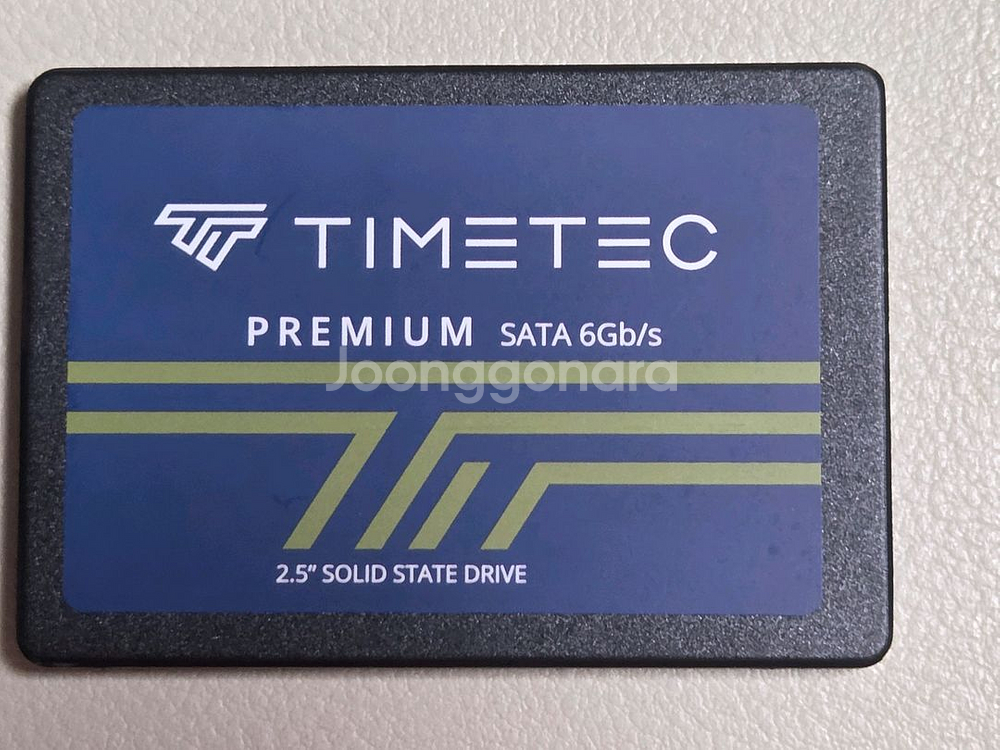 TIMETEC
PREMIUM SATA 6Gb/s
Joonggonara
2.5" SOLID STATE DRIVE